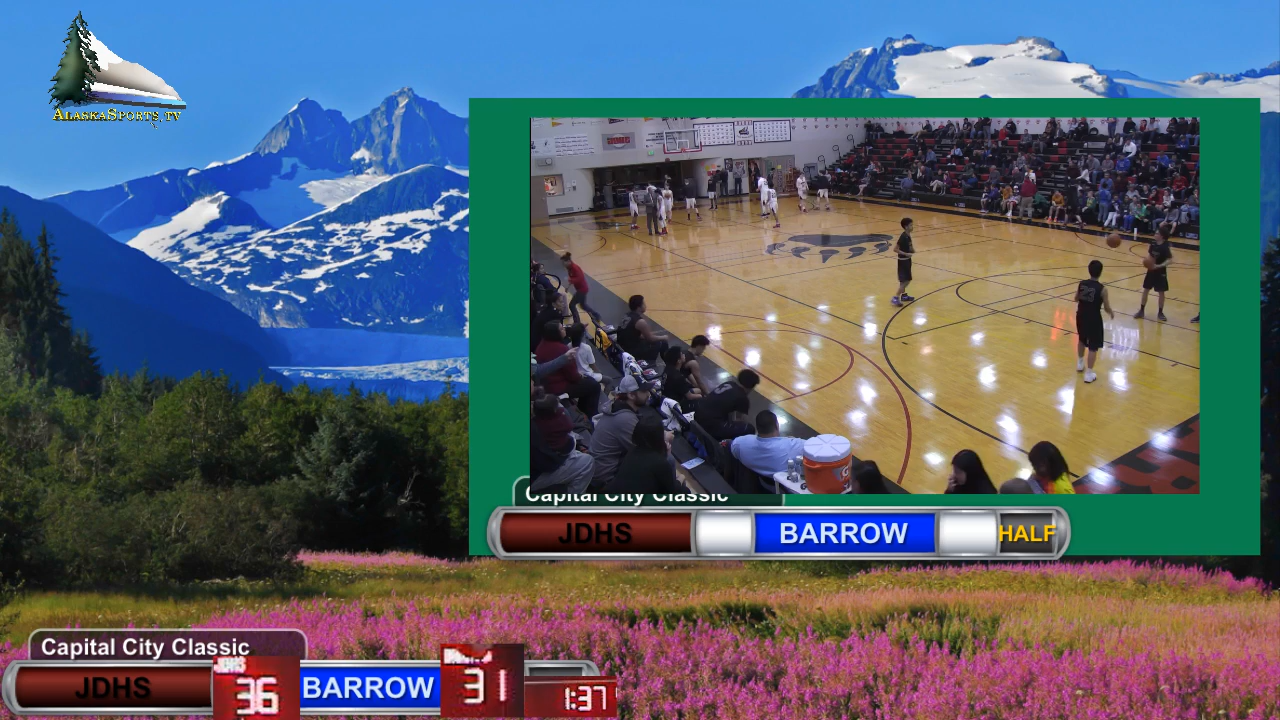 AlaskaSports.tv
Capital City Classic
JDHS
BARROW
HALF
Capital City Classic
JDHS
JDHS
36
BARROW
31
1:37